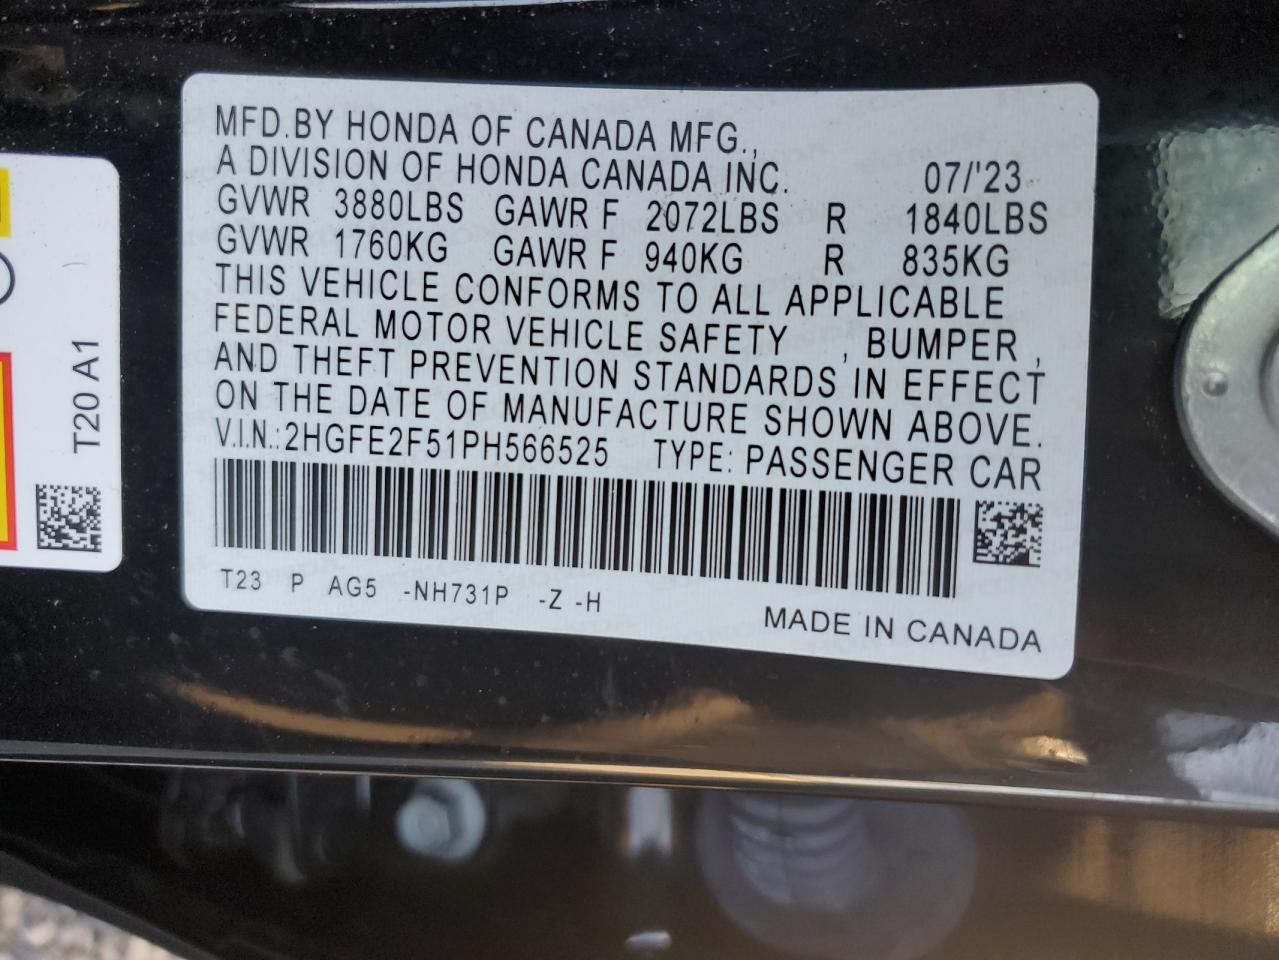 MFD.BY HONDA OF CANADA MFG.,
A DIVISION OF HONDA CANADA INC. 07/'23
GVWR 3880LBS GAWR F 2072LBS R 1840LBS
GVWR 1760KG GAWR F 940KG R 835KG
THIS VEHICLE CONFORMS TO ALL APPLICABLE
FEDERAL MOTOR VEHICLE SAFETY , BUMPER ,
AND THEFT PREVENTION STANDARDS IN EFFECT
ON THE DATE OF MANUFACTURE SHOWN ABOVE.
V.I.N.:2HGFE2F51PH566525 TYPE: PASSENGER CAR
T23 P AG5 -NH731P -Z -H
MADE IN CANADA
T20 A1